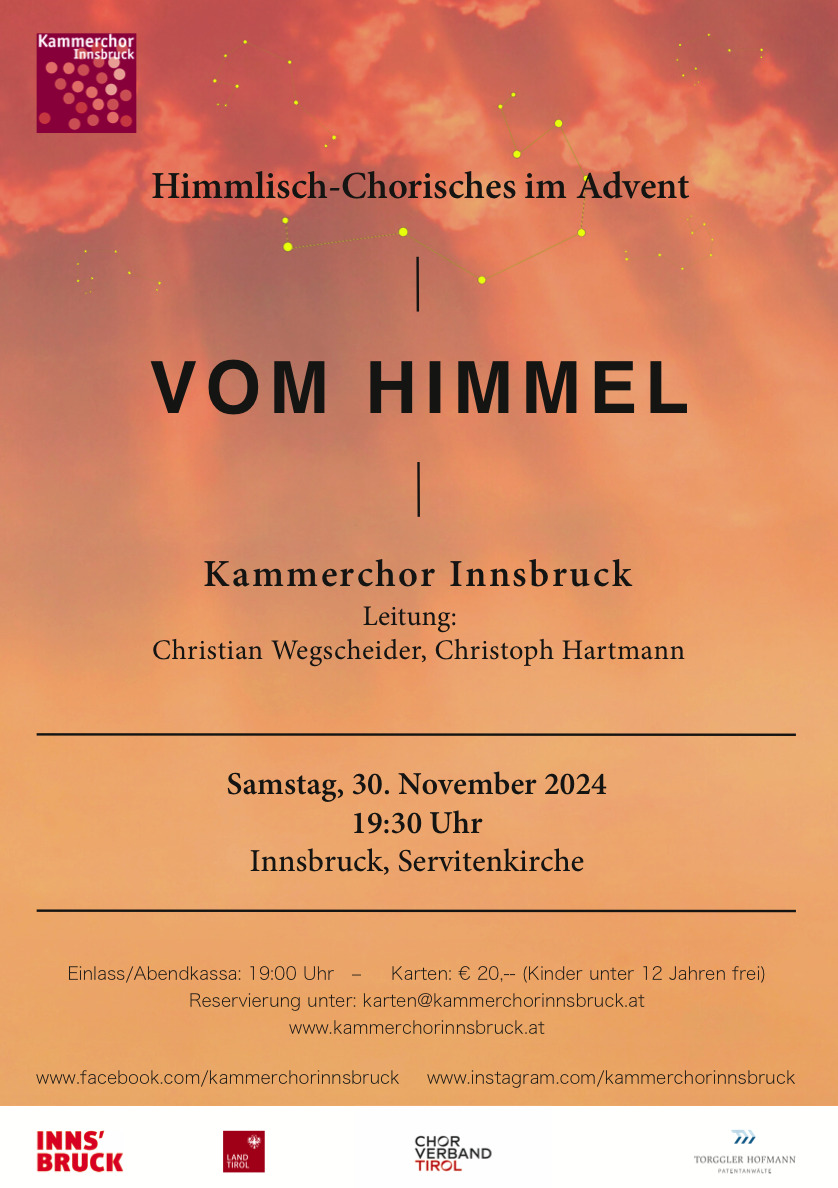 Kammerchor
Innsbruck
Himmlisch-Chorisches im Advent
VOM HIMMEL
Kammerchor Innsbruck
Leitung:
Christian Wegscheider, Christoph Hartmann
Samstag, 30. November 2024
19:30 Uhr
Innsbruck, Servitenkirche
Einlass/Abendkassa: 19:00 Uhr – Karten: € 20,-- (Kinder unter 12 Jahren frei)
Reservierung unter: karten@kammerchorinnsbruck.at
www.kammerchorinnsbruck.at
www.facebook.com/kammerchorinnsbruck www.instagram.com/kammerchorinnsbruck
INNS'
BRUCK
LAND
TIROL
CHOR
VERBAND
TIROL
TORGGLER HOFMANN
PATENTANWÄLTE